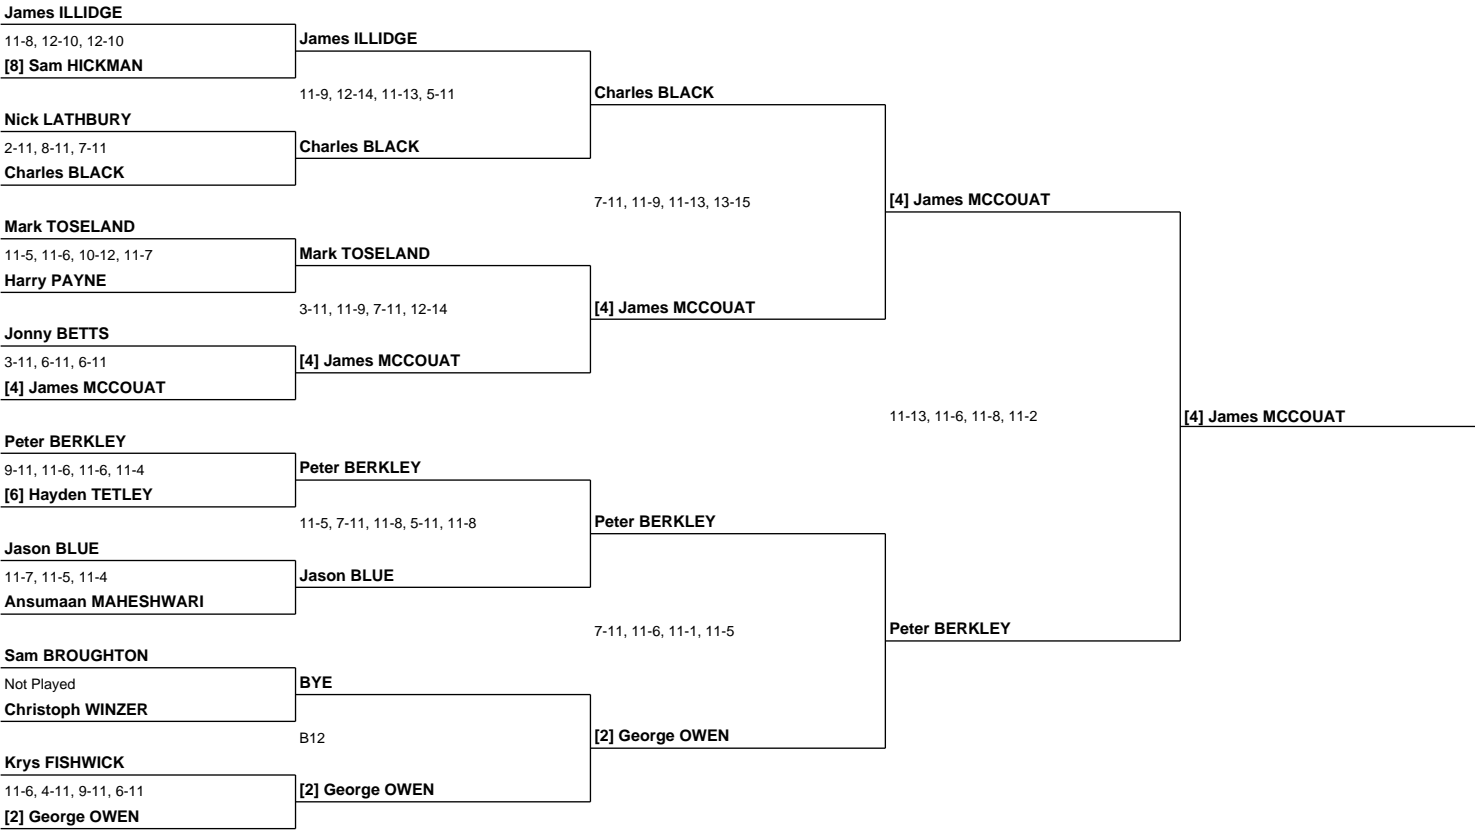 James ILLIDGE
11-8, 12-10, 12-10
[8] Sam HICKMAN
Nick LATHBURY
2-11, 8-11, 7-11
Charles BLACK
Mark TOSELAND
11-5, 11-6, 10-12, 11-7
Harry PAYNE
Jonny BETTS
3-11, 6-11, 6-11
[4] James MCCOUAT
Peter BERKLEY
9-11, 11-6, 11-6, 11-4
[6] Hayden TETLEY
Jason BLUE
11-7, 11-5, 11-4
Ansumaan MAHESHWARI
Sam BROUGHTON
Not Played
Christoph WINZER
Krys FISHWICK
11-6, 4-11, 9-11, 6-11
[2] George OWEN
James ILLIDGE
11-9, 12-14, 11-13, 5-11
Charles BLACK
Mark TOSELAND
3-11, 11-9, 7-11, 12-14
[4] James MCCOUAT
Peter BERKLEY
11-5, 7-11, 11-8, 5-11, 11-8
Jason BLUE
BYE
B12
[2] George OWEN
Charles BLACK
7-11, 11-9, 11-13, 13-15
[4] James MCCOUAT
Peter BERKLEY
7-11, 11-6, 11-1, 11-5
[2] George OWEN
[4] James MCCOUAT
11-13, 11-6, 11-8, 11-2
Peter BERKLEY
[4] James MCCOUAT